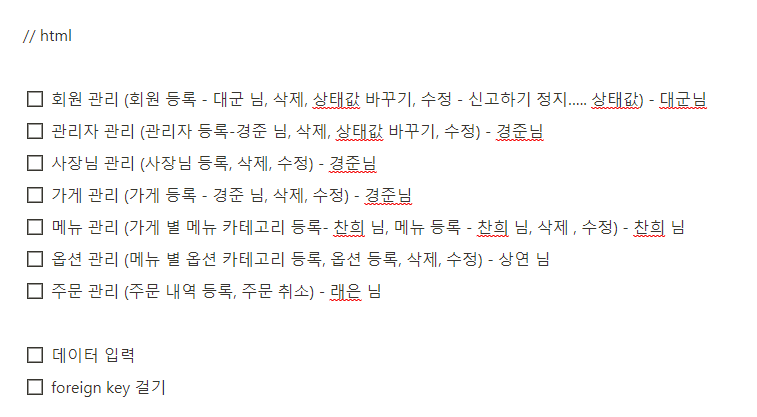 // html
회원 관리 (회원 등록 - 대군 님, 삭제, 상태값 바꾸기, 수정 - 신고하기 정지..... 상태값) - 대군님
관리자 관리 (관리자 등록-경준 님, 삭제, 상태값 바꾸기, 수정) - 경준님
사장님 관리 (사장님 등록, 삭제, 수정) - 경준님
가게 관리 (가게 등록 - 경준 님, 삭제, 수정) - 경준님
메뉴 관리 (가게 별 메뉴 카테고리 등록- 찬희 님, 메뉴 등록 - 찬희 님, 삭제 , 수정) - 찬희 님
옵션 관리 (메뉴 별 옵션 카테고리 등록, 옵션 등록, 삭제, 수정) - 상연 님
주문 관리 (주문 내역 등록, 주문 취소) - 래은 님
데이터 입력
foreign key 걸기